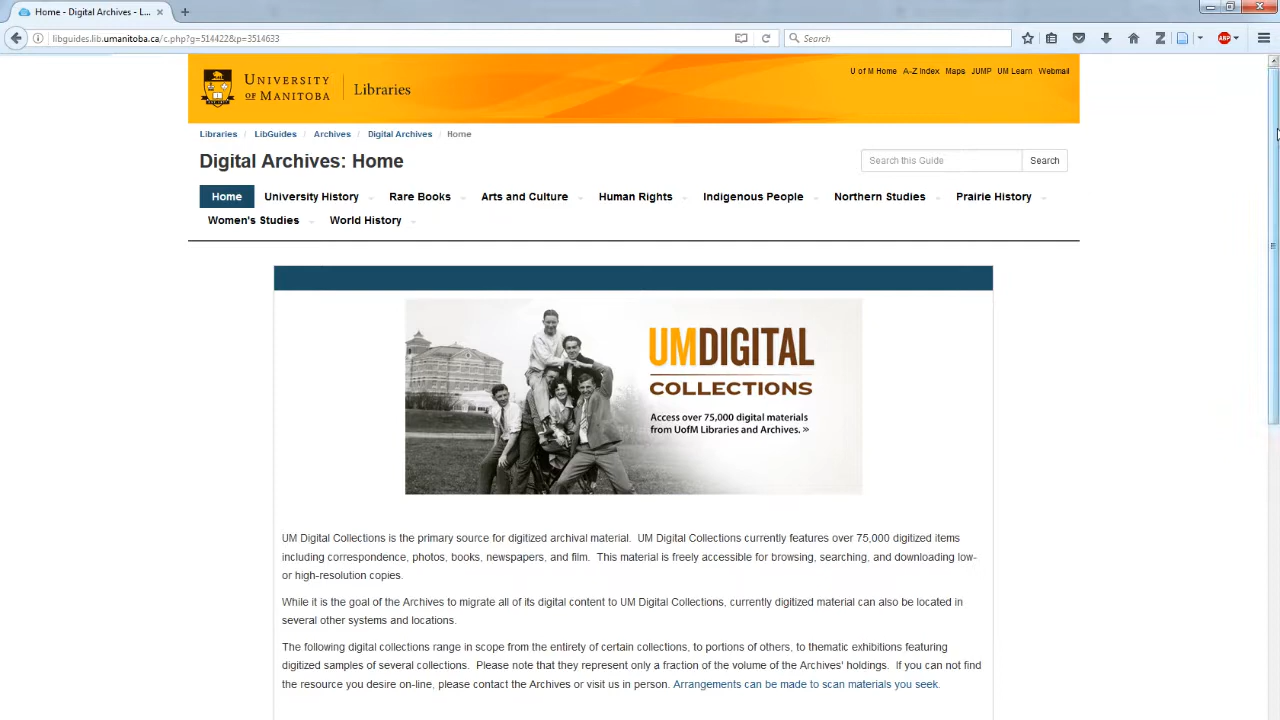 Home - Digital Archives - L...
libguides.lib.umanitoba.ca/c.php?g=514422&p=3514633
Search
ABP
UNIVERSITY OF MANITOBA
Libraries
U of M Home A-Z Index Maps JUMP UM Learn Webmail
Libraries / LibGuides / Archives / Digital Archives / Home
Digital Archives: Home
Search this Guide Search
Home University History Rare Books Arts and Culture Human Rights Indigenous People Northern Studies Prairie History
Women's Studies World History
UMDIGITAL
COLLECTIONS
Access over 75,000 digital materials
from UofM Libraries and Archives. »
UM Digital Collections is the primary source for digitized archival material. UM Digital Collections currently features over 75,000 digitized items
including correspondence, photos, books, newspapers, and film. This material is freely accessible for browsing, searching, and downloading low-
or high-resolution copies.
While it is the goal of the Archives to migrate all of its digital content to UM Digital Collections, currently digitized material can also be located in
several other systems and locations.
The following digital collections range in scope from the entirety of certain collections, to portions of others, to thematic exhibitions featuring
digitized samples of several collections. Please note that they represent only a fraction of the volume of the Archives' holdings. If you can not find
the resource you desire on-line, please contact the Archives or visit us in person. Arrangements can be made to scan materials you seek.